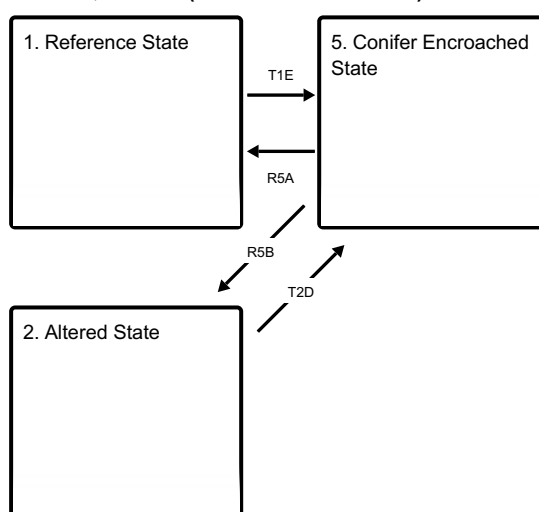 1. Reference State
5. Conifer Encroached
State
T1E
R5A
R5B
T2D
2. Altered State